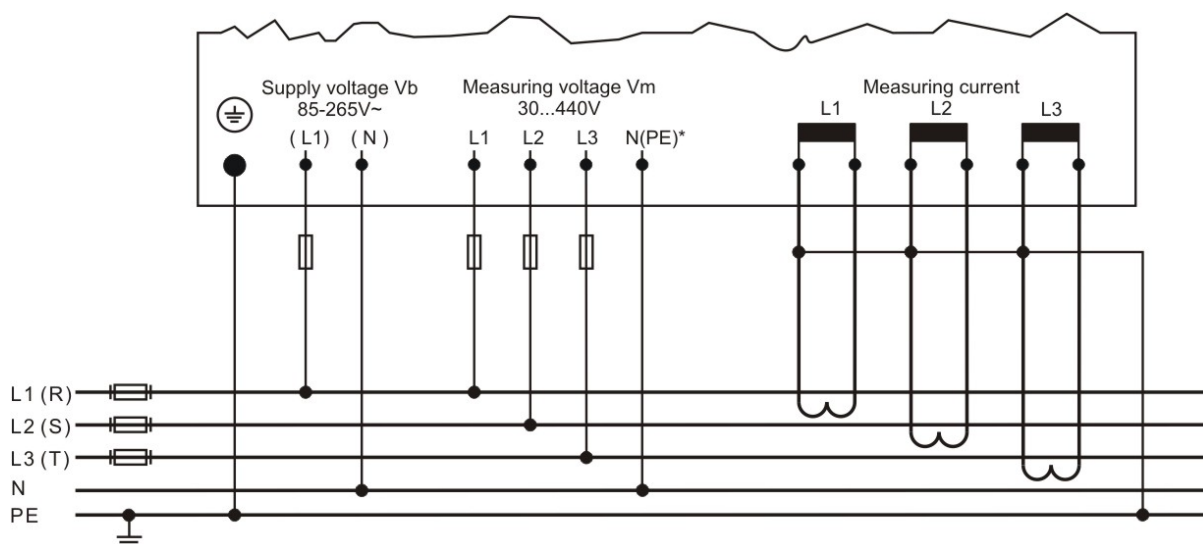 Supply voltage Vb
85-265V~
( L1) ( N )
Measuring voltage Vm
30...440V
L1 L2 L3 N(PE)*
Measuring current
L1 L2 L3
L1 (R)
L2 (S)
L3 (T)
N
PE